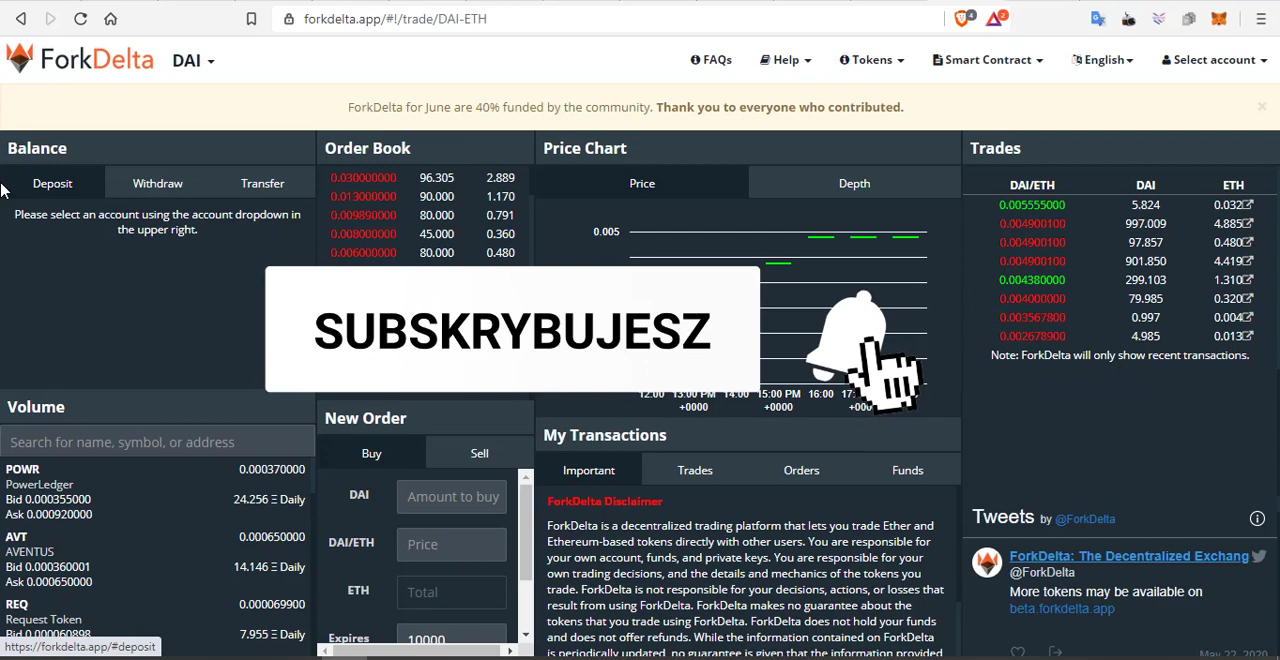 forkdelta.app/#!/trade/DAI-ETH
4
2
ForkDelta
DAI
FAQs
Help
Tokens
Smart Contract
English
Select account
ForkDelta for June are 40% funded by the community. Thank you to everyone who contributed.
×
Balance
Deposit
Withdraw
Transfer
Please select an account using the account dropdown in
the upper right.
Volume
Search for name, symbol, or address
POWR 0.000370000
PowerLedger
Bid 0.000355000 24.256 Ξ Daily
Ask 0.000920000
AVT 0.000650000
AVENTUS
Bid 0.000360001 14.146 Ξ Daily
Ask 0.000650000
REQ 0.000069900
Request Token
Bid 0.000060898 7.955 Ξ Daily
https://forkdelta.app/#deposit
Order Book
0.030000000 96.305 2.889
0.013000000 90.000 1.170
0.009890000 80.000 0.791
0.008000000 45.000 0.360
0.006000000 80.000 0.480
SUBSKRYBUJESZ
New Order
Buy
Sell
DAI Amount to buy
DAI/ETH Price
ETH Total
Expires 10000
Price Chart
Price
Depth
0.005
12:00 13:00 PM 14:00 15:00 PM 16:00
+0000 +0000
My Transactions
Important
Trades
Orders
Funds
ForkDelta Disclaimer
ForkDelta is a decentralized trading platform that lets you trade Ether and
Ethereum-based tokens directly with other users. You are responsible for
your own account, funds, and private keys. You are responsible for your
own trading decisions, and the details and mechanics of the tokens you
trade. ForkDelta is not responsible for your decisions, actions, or losses
that result from using ForkDelta. ForkDelta makes no guarantee about the
tokens that you trade using ForkDelta. ForkDelta does not hold your funds
and does not offer refunds. While the information contained on ForkDelta
is periodically updated, no guarantee is given that the information provided
Trades
DAI/ETH DAI ETH
0.005555000 5.824 0.032
0.004900100 997.009 4.885
0.004900100 97.857 0.480
0.004900100 901.850 4.419
0.004380000 299.103 1.310
0.004000000 79.985 0.320
0.003567800 0.997 0.004
0.002678900 4.985 0.013
Note: ForkDelta will only show recent transactions.
Tweets by @ForkDelta
ForkDelta: The Decentralized Exchang
@ForkDelta
More tokens may be available on
beta.forkdelta.app
May 22, 2020